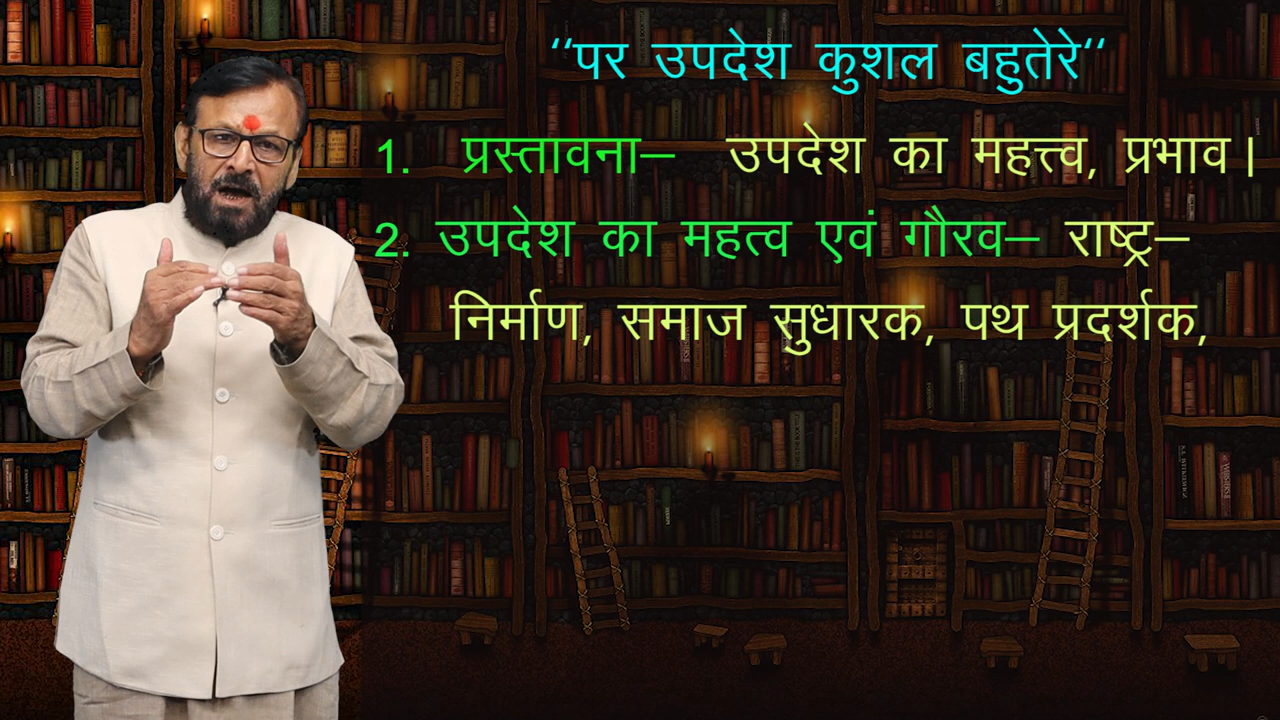 ‘‘पर उपदेश कुशल बहुतेरे‘‘
1. प्रस्तावना– उपदेश का महत्त्व, प्रभाव।
2. उपदेश का महत्व एवं गौरव– राष्ट्र–
निर्माण, समाज सुधारक, पथ प्रदर्शक,